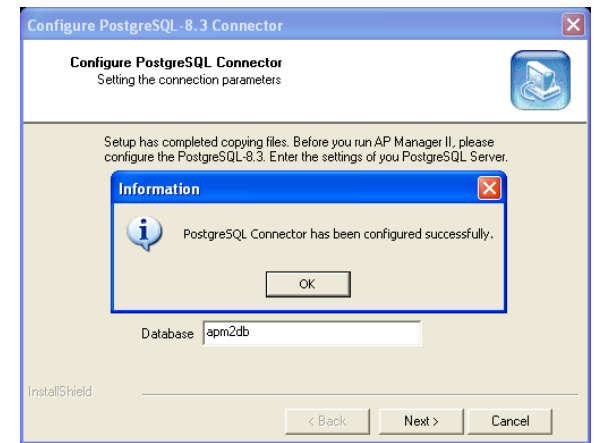 Configure PostgreSQL-8.3 Connector
Configure PostgreSQL Connector
Setting the connection parameters
Setup has completed copying files. Before you run AP Manager II, please
configure the PostgreSQL-8.3. Enter the settings of you PostgreSQL Server.
Information
PostgreSQL Connector has been configured successfully.
OK
Database apm2db
InstallShield
< Back Next > Cancel